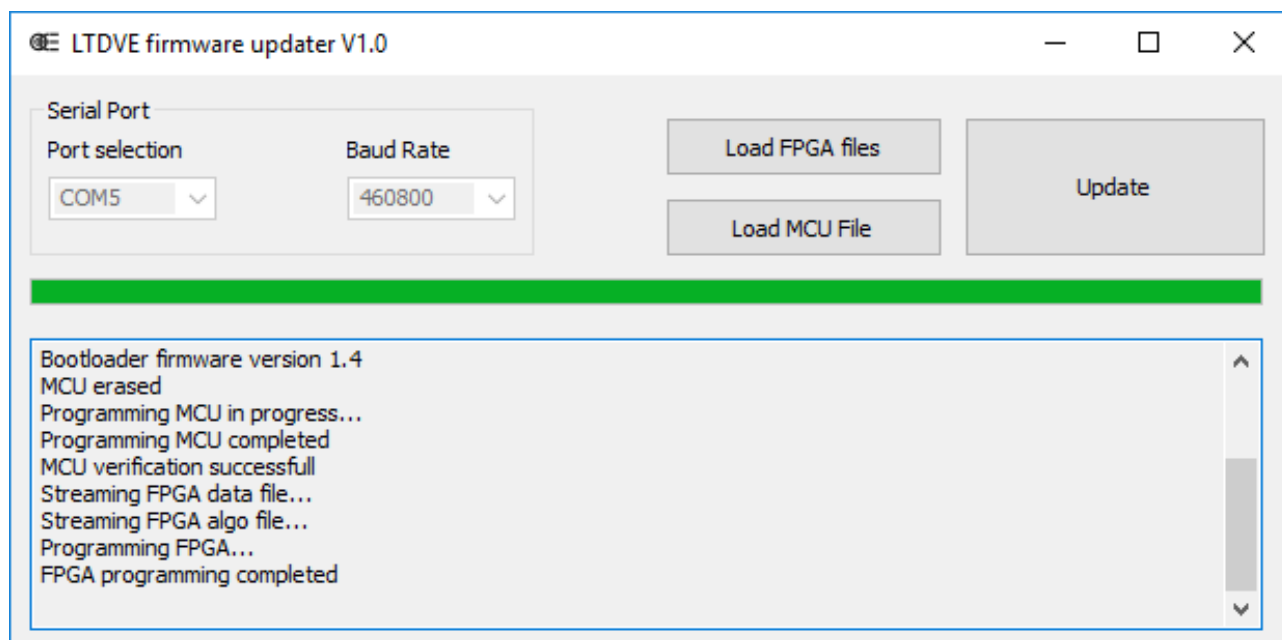 LTDVE firmware updater V1.0
Serial Port
Port selection
Baud Rate
COM5
460800
Load FPGA files
Load MCU File
Update
Bootloader firmware version 1.4
MCU erased
Programming MCU in progress...
Programming MCU completed
MCU verification successfull
Streaming FPGA data file...
Streaming FPGA algo file...
Programming FPGA...
FPGA programming completed